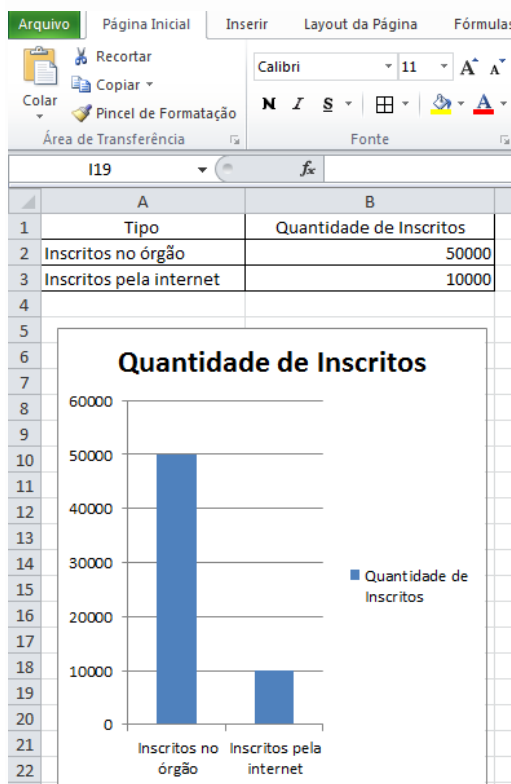 Arquivo Página Inicial Inserir Layout da Página Fórmulas
Recortar
Copiar
Pincel de Formatação
Colar
Área de Transferência
Calibri 11 A A
N I S A
Fonte
I19 fx
A B
1 Tipo Quantidade de Inscritos
2 Inscritos no órgão 50000
3 Inscritos pela internet 10000
4
5
6
7
8
9
10
11
12
13
14
15
16
17
18
19
20
21
22
Quantidade de Inscritos
60000
50000
40000
30000
20000
10000
0
Inscritos no
órgão
Inscritos pela
internet
Quantidade de
Inscritos